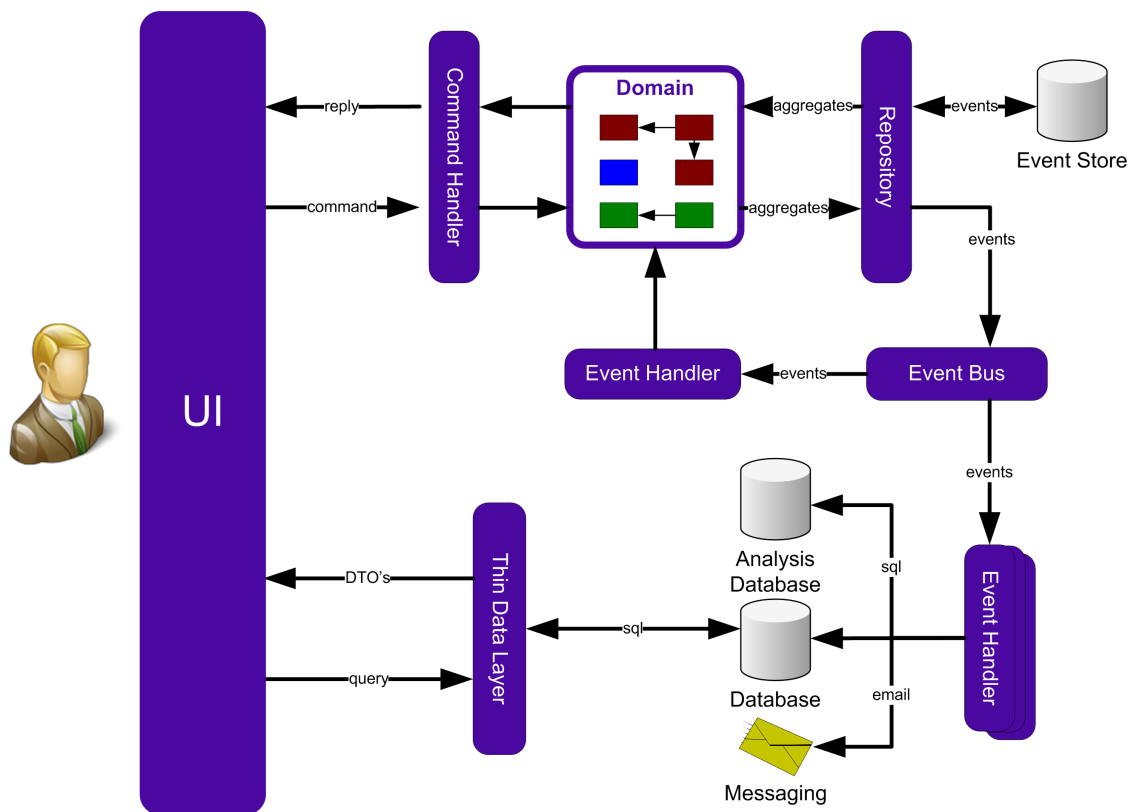 Domain
Command Handler
reply
command
aggregates
aggregates
Repository
events
Event Store
events
UI
Event Handler
events
Event Bus
events
Analysis
Database
sql
Event Handler
DTO's
Thin Data Layer
sql
query
Database
email
Messaging